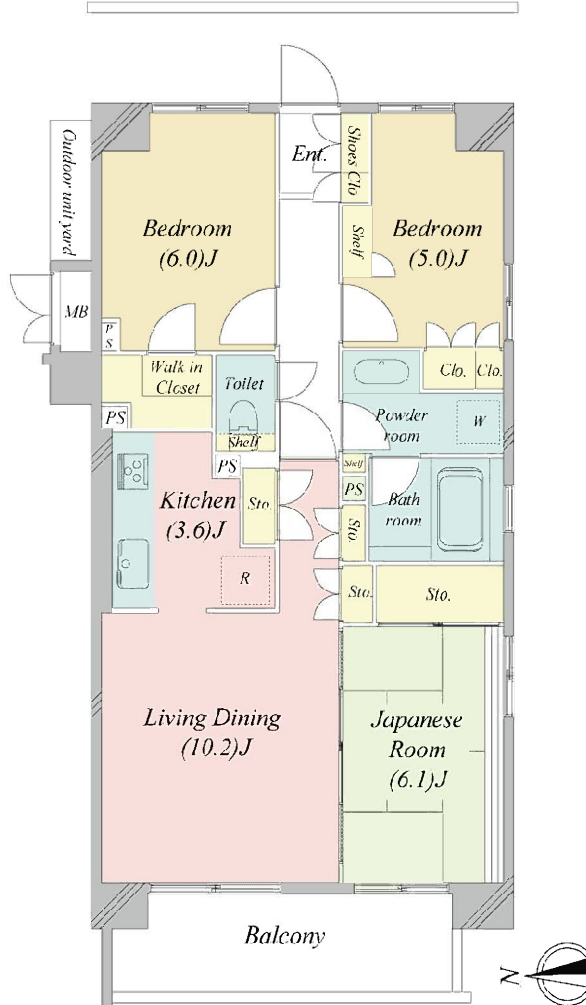 Outdoor unit yard
Ent.
Shoes Clo
Bedroom
(6.0)J
Shelf
Bedroom
(5.0)J
MB
PS
Walk in
Closet
Toilet
Clo.
Clo.
PS
Shelf
Powder
room
W
PS
Shelf
PS
Kitchen
(3.6)J
Sto.
Bath
room
Sto.
R
Sto.
Sto.
Living Dining
(10.2)J
Japanese
Room
(6.1)J
Balcony
N